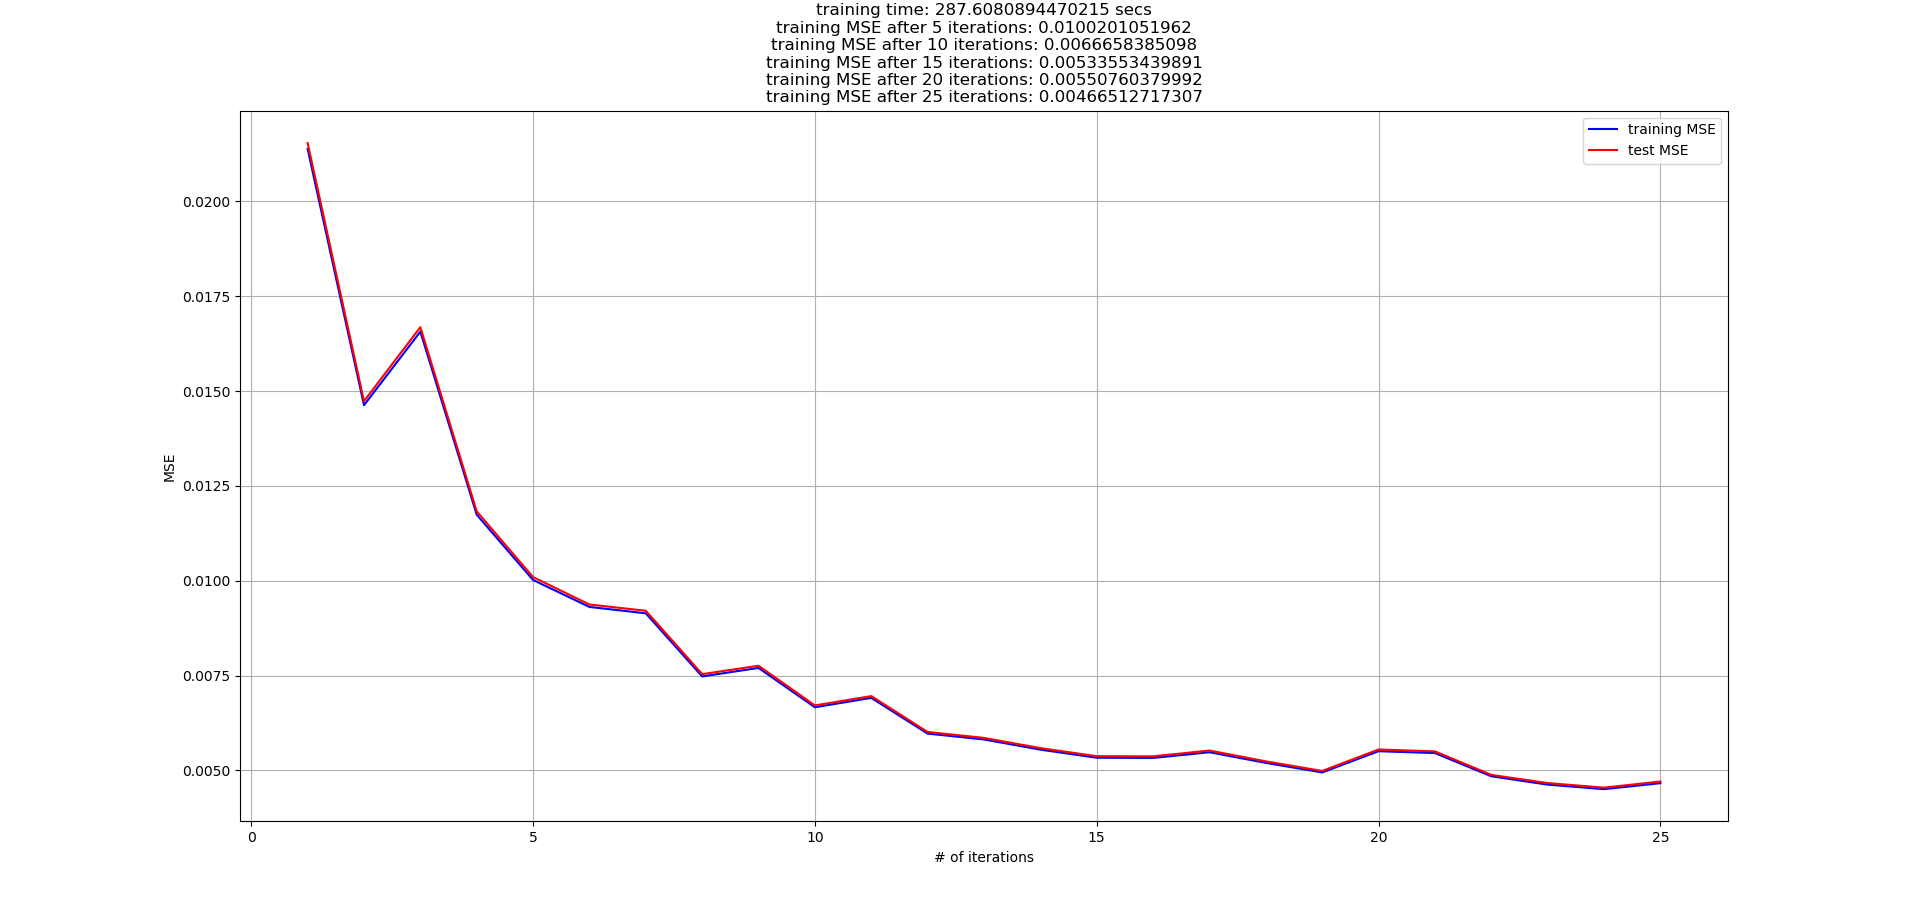 training time: 287.6080894470215 secs
training MSE after 5 iterations: 0.0100201051962
training MSE after 10 iterations: 0.0066658385098
training MSE after 15 iterations: 0.00533553439891
training MSE after 20 iterations: 0.00550760379992
training MSE after 25 iterations: 0.00466512717307
training MSE
test MSE
0.0200
0.0175
0.0150
0.0125
0.0100
0.0075
0.0050
MSE
0 5 10 15 20 25
# of iterations